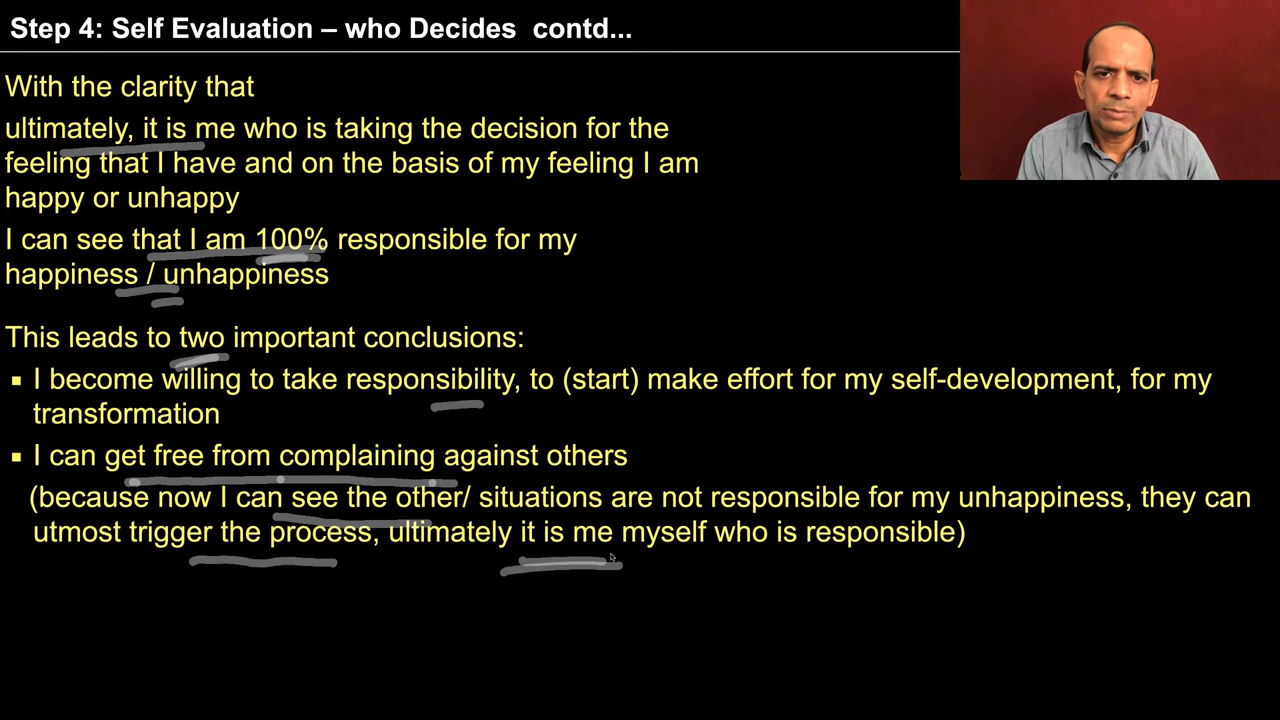 Step 4: Self Evaluation – who Decides contd...
With the clarity that
ultimately, it is me who is taking the decision for the
feeling that I have and on the basis of my feeling I am
happy or unhappy
I can see that I am 100% responsible for my
happiness / unhappiness
This leads to two important conclusions:
▪ I become willing to take responsibility, to (start) make effort for my self-development, for my
transformation
▪ I can get free from complaining against others
(because now I can see the other/ situations are not responsible for my unhappiness, they can
utmost trigger the process, ultimately it is me myself who is responsible)